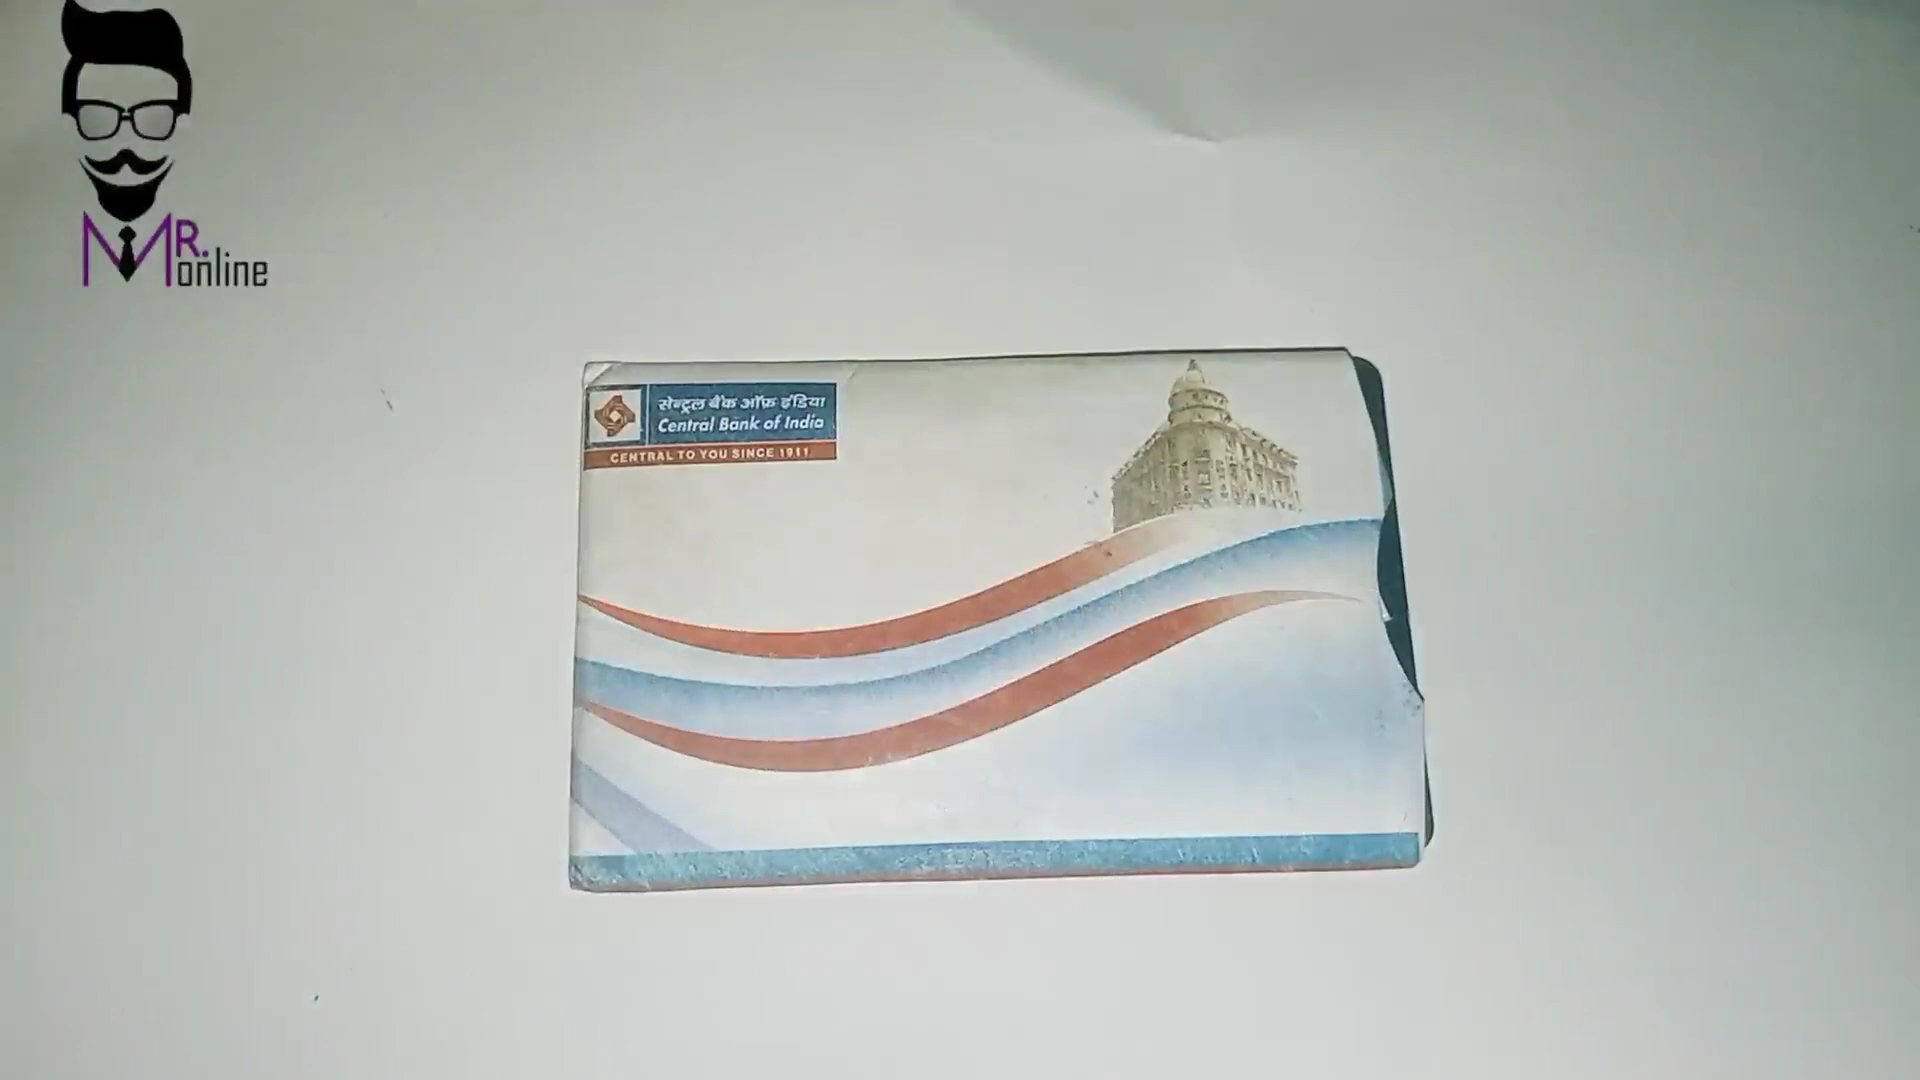 MR.
online
सेन्ट्रल बैंक ऑफ़ इंडिया
Central Bank of India
CENTRAL TO YOU SINCE 1911